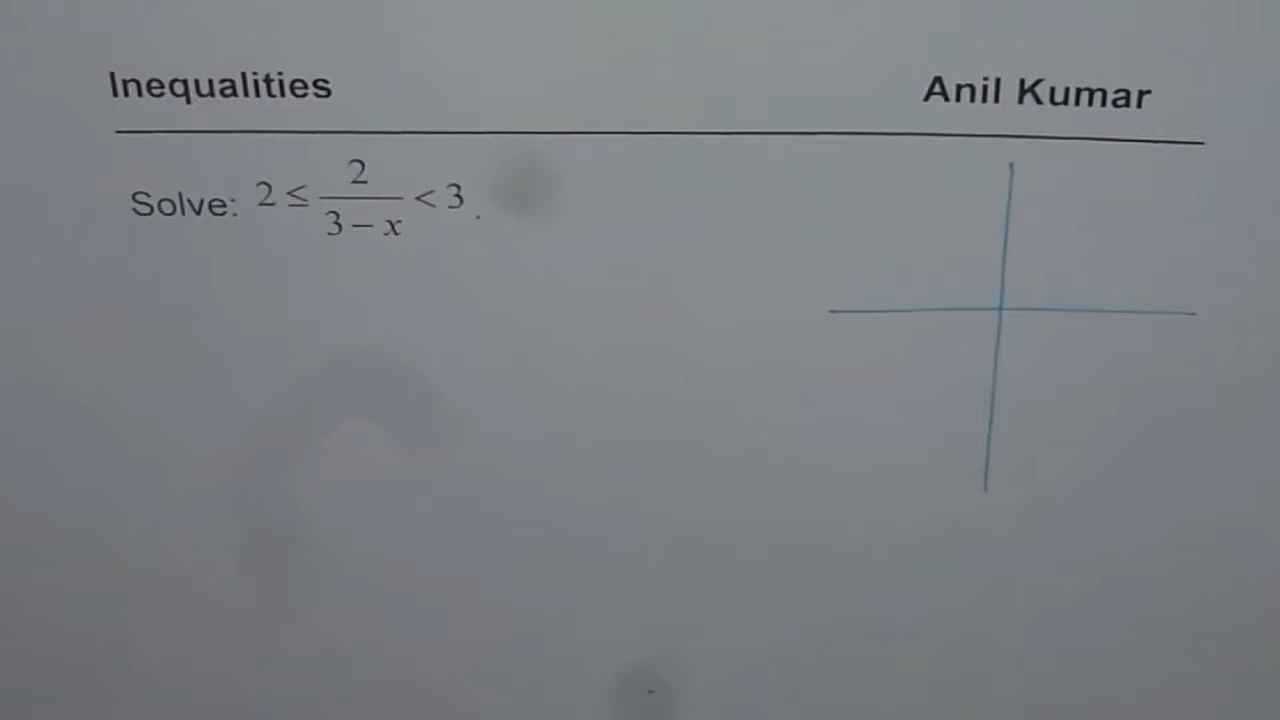 Inequalities Anil Kumar
Solve: 2 ≤ 2/(3 − x) < 3 .